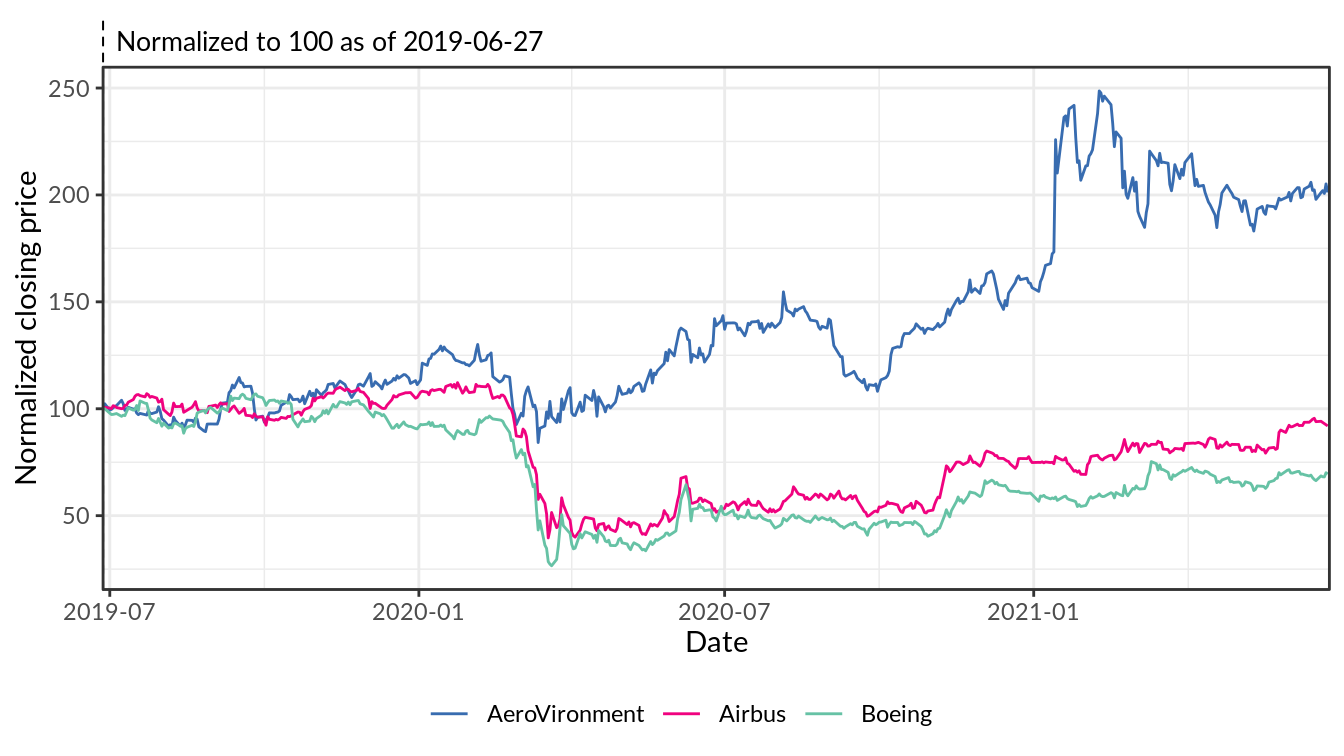 Normalized to 100 as of 2019-06-27
Normalized closing price
250
200
150
100
50
2019-07 2020-01 2020-07 2021-01
Date
AeroVironment Airbus Boeing